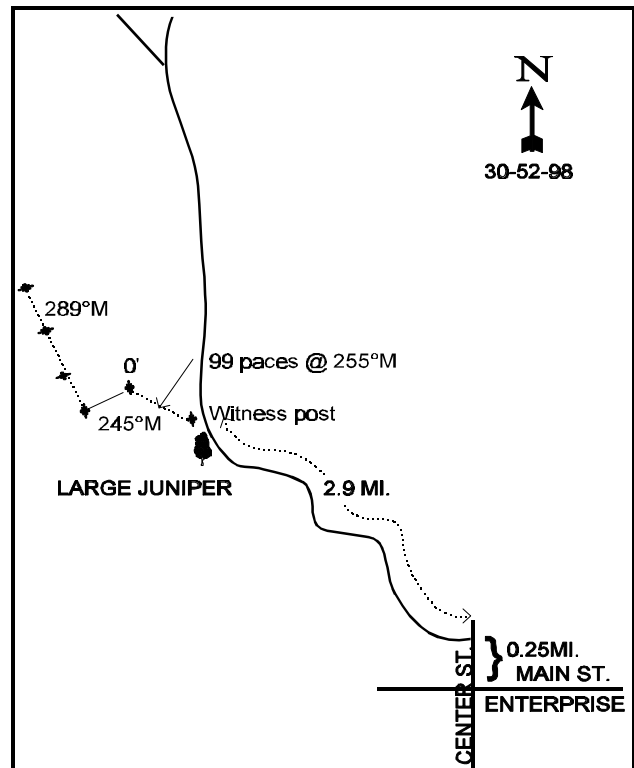 N
30-52-98
289°M
0'
99 paces @ 255°M
245°M
Witness post
LARGE JUNIPER
2.9 MI.
0.25MI.
MAIN ST.
CENTER ST.
ENTERPRISE